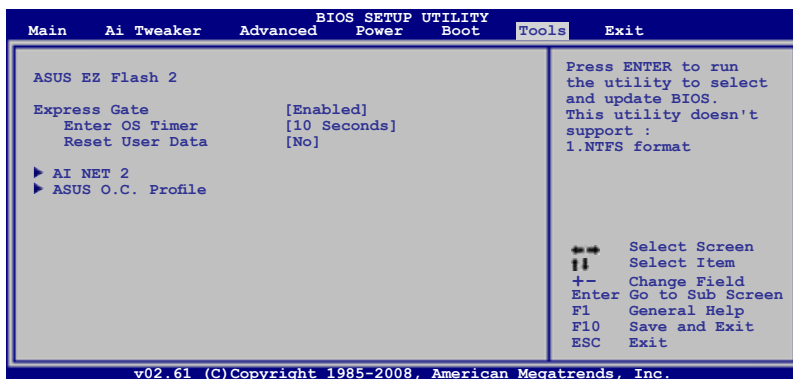 BIOS SETUP UTILITY
Main Ai Tweaker Advanced Power Boot Tools Exit
ASUS EZ Flash 2
Express Gate [Enabled]
Enter OS Timer [10 Seconds]
Reset User Data [No]
AI NET 2
ASUS O.C. Profile
Press ENTER to run
the utility to select
and update BIOS.
This utility doesn't
support :
1.NTFS format
Select Screen
Select Item
+- Change Field
Enter Go to Sub Screen
F1 General Help
F10 Save and Exit
ESC Exit
v02.61 (C)Copyright 1985-2008, American Megatrends, Inc.